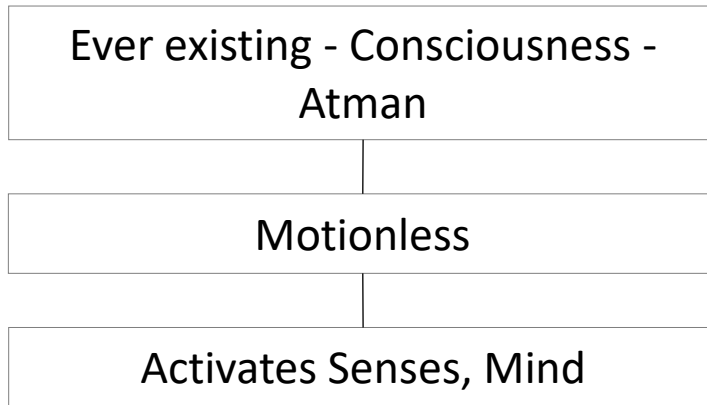 Ever existing - Consciousness -
Atman
Motionless
Activates Senses, Mind